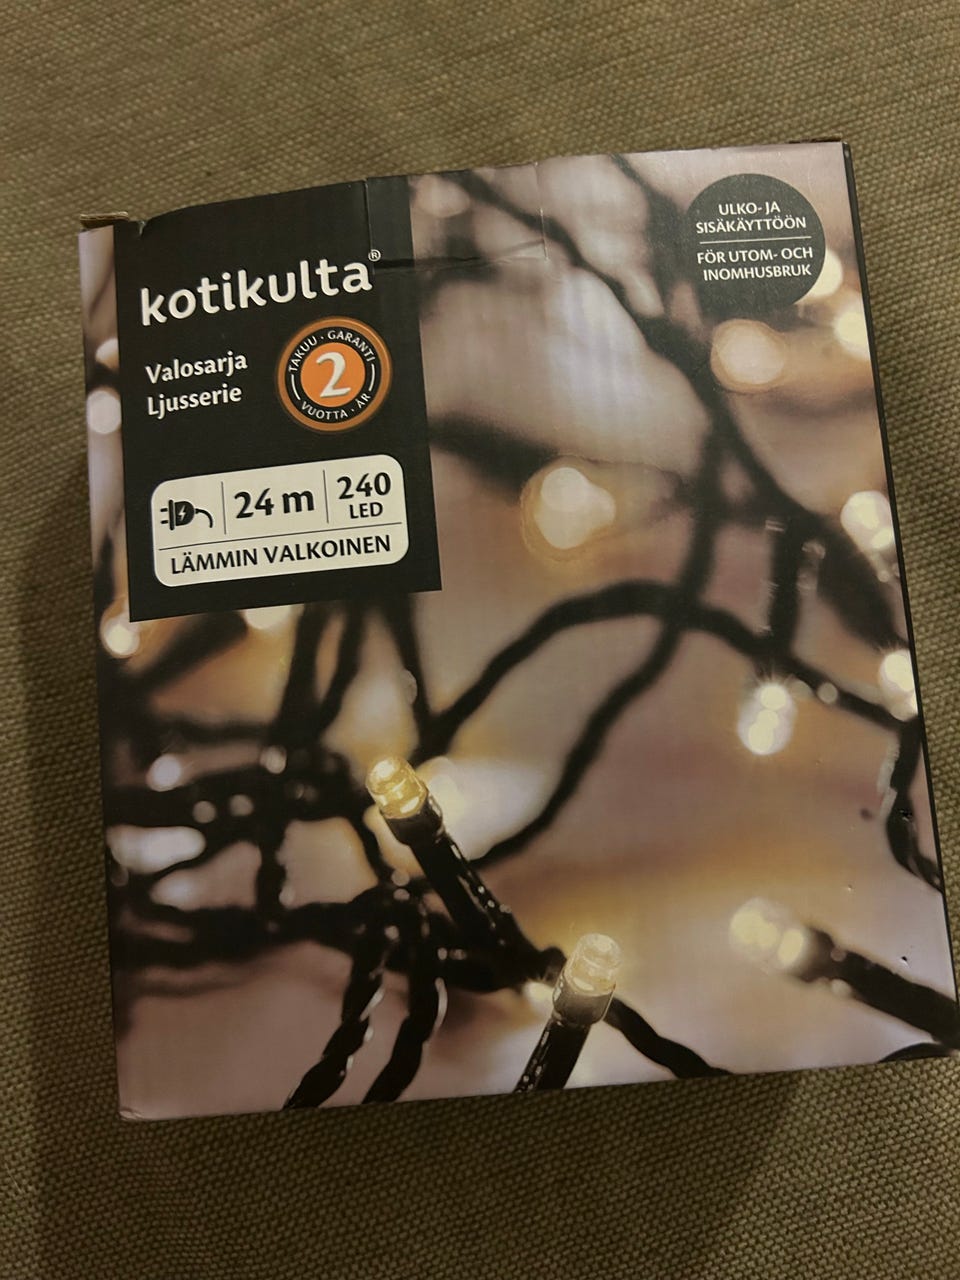 kotikulta®
Valosarja
Ljusserie
TAKUU · GARANTI
2
VUOTTA · ÅR
24 m
240
LED
LÄMMIN VALKOINEN
ULKO- JA
SISÄKÄYTTÖÖN
FÖR UTOM- OCH
INOMHUSBRUK